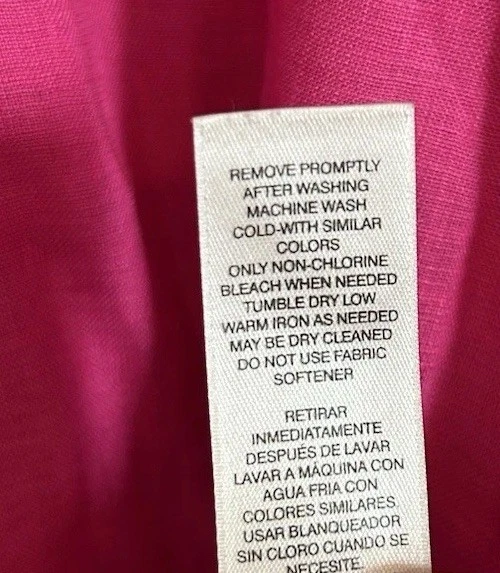 REMOVE PROMPTLY
AFTER WASHING
MACHINE WASH
COLD-WITH SIMILAR
COLORS
ONLY NON-CHLORINE
BLEACH WHEN NEEDED
TUMBLE DRY LOW
WARM IRON AS NEEDED
MAY BE DRY CLEANED
DO NOT USE FABRIC
SOFTENER
RETIRAR
INMEDIATAMENTE
DESPUÉS DE LAVAR
LAVAR A MÁQUINA CON
AGUA FRIA CON
COLORES SIMILARES.
USAR BLANQUEADOR
SIN CLORO CUANDO SE
NECESITE.